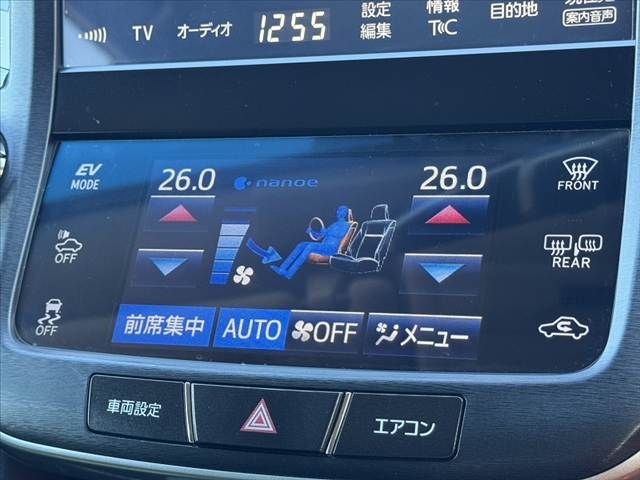 TV
オーディオ
12:55
設定
編集
情報
T©C
目的地
案内音声
EV
MODE
26.0
nanoe
26.0
FRONT
OFF
REAR
OFF
前席集中
AUTO
OFF
メニュー
車両設定
エアコン